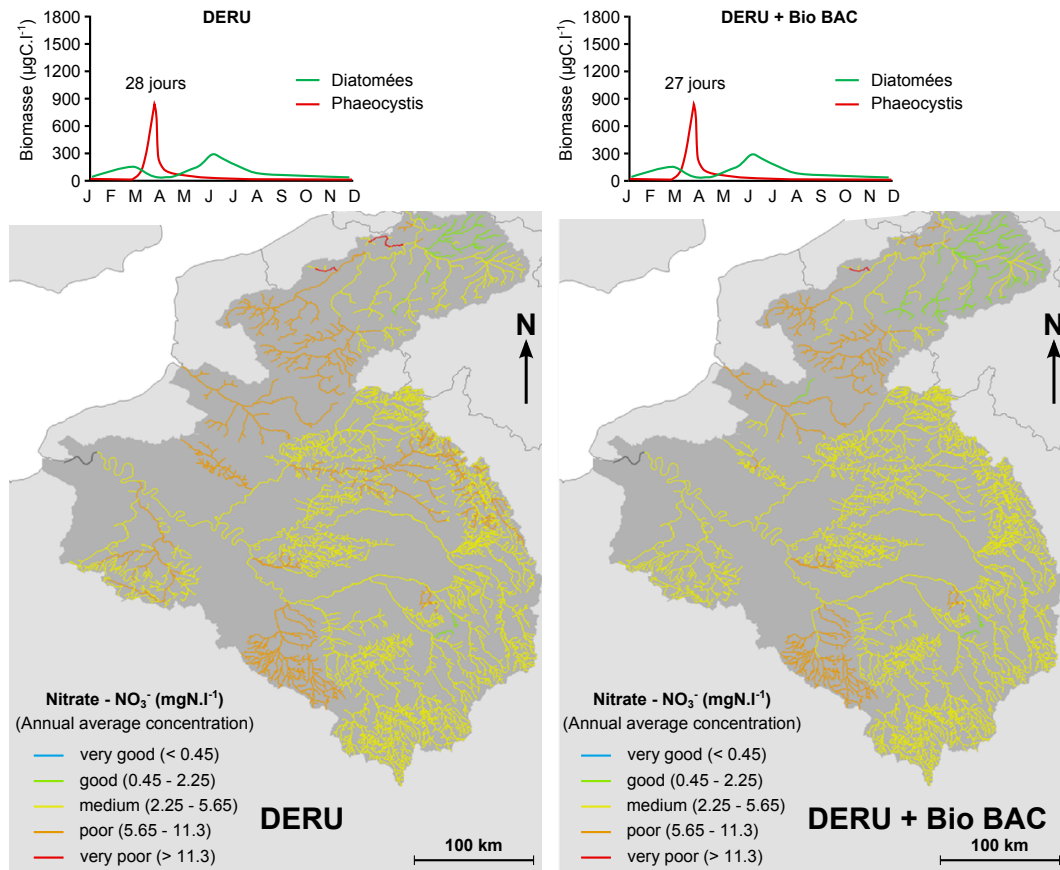 DERU
Biomasse (µgC.l⁻¹)
1800
1500
1200
900
600
300
0
28 jours
Diatomées
Phaeocystis
J F M A M J J A S O N D
DERU + Bio BAC
Biomasse (µgC.l⁻¹)
1800
1500
1200
900
600
300
0
27 jours
Diatomées
Phaeocystis
J F M A M J J A S O N D
N
Nitrate - NO₃⁻ (mgN.l⁻¹)
(Annual average concentration)
very good (< 0.45)
good (0.45 - 2.25)
medium (2.25 - 5.65)
poor (5.65 - 11.3)
very poor (> 11.3)
DERU
100 km
N
Nitrate - NO₃⁻ (mgN.l⁻¹)
(Annual average concentration)
very good (< 0.45)
good (0.45 - 2.25)
medium (2.25 - 5.65)
poor (5.65 - 11.3)
very poor (> 11.3)
DERU + Bio BAC
100 km